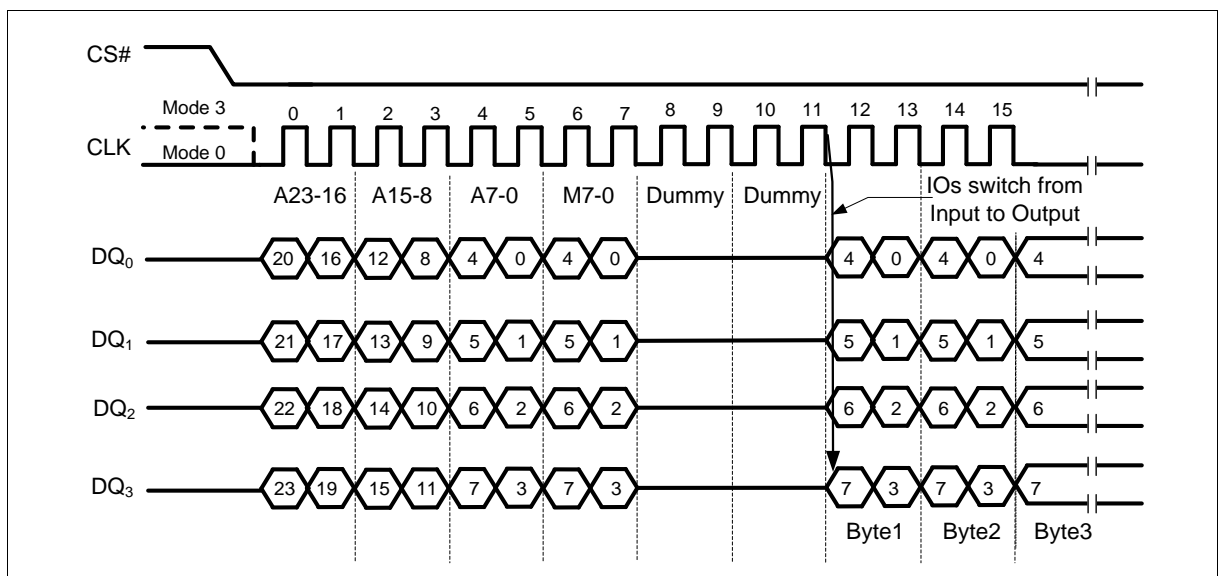 CS#
Mode 3
0 1 2 3 4 5 6 7 8 9 10 11 12 13 14 15
CLK
Mode 0
A23-16 A15-8 A7-0 M7-0 Dummy Dummy
IOs switch from
Input to Output
DQ0 20 16 12 8 4 0 4 0 4 0 4 0 4
DQ1 21 17 13 9 5 1 5 1 5 1 5 1 5
DQ2 22 18 14 10 6 2 6 2 6 2 6 2 6
DQ3 23 19 15 11 7 3 7 3 7 3 7 3 7
Byte1 Byte2 Byte3